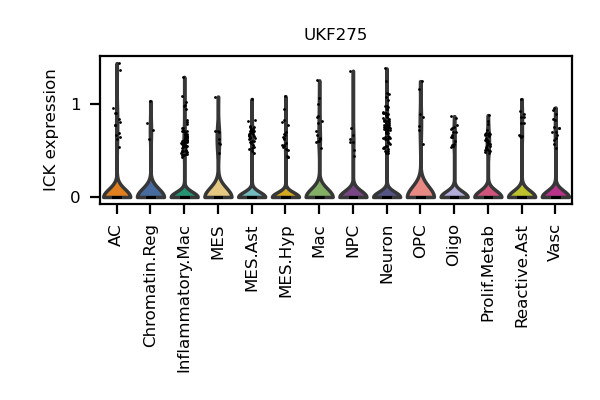 UKF275
ICK expression
1
0
AC
Chromatin.Reg
Inflammatory.Mac
MES
MES.Ast
MES.Hyp
Mac
NPC
Neuron
OPC
Oligo
Prolif.Metab
Reactive.Ast
Vasc